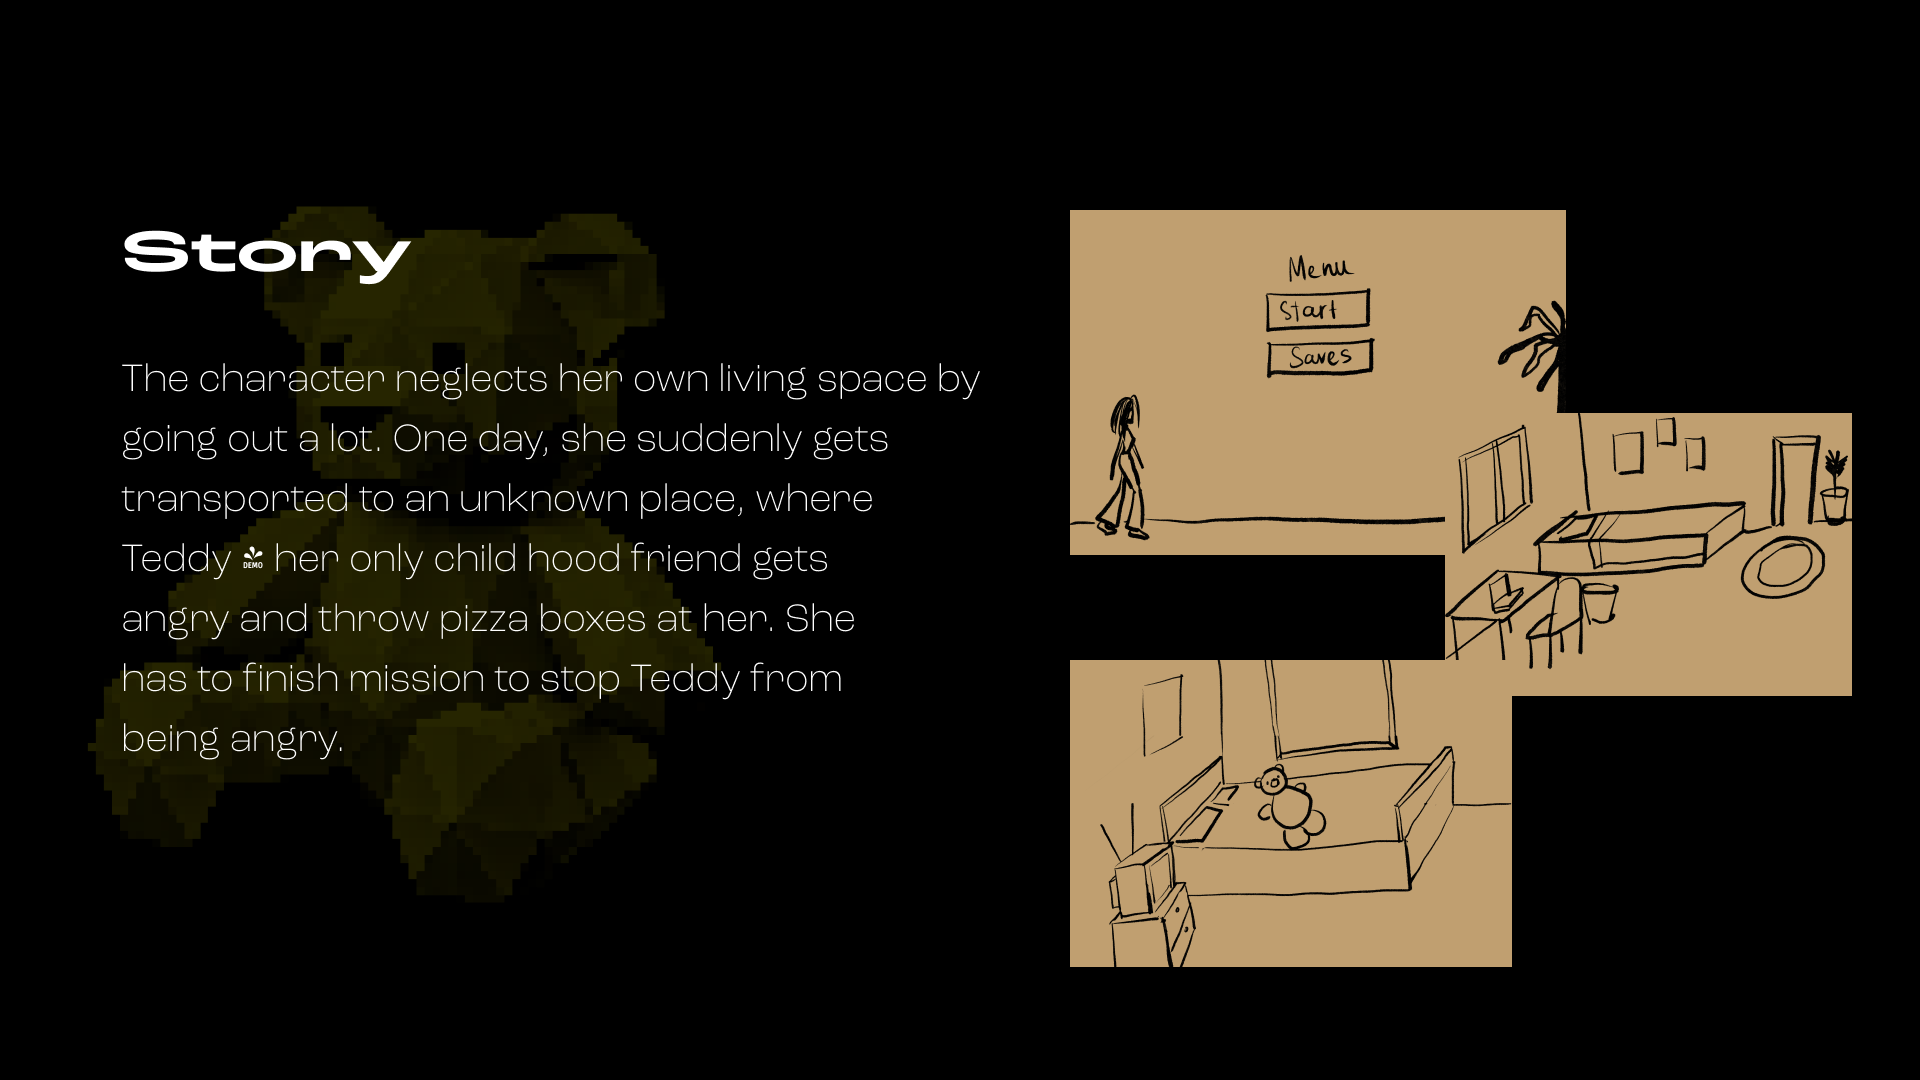 Story
The character neglects her own living space by
going out a lot. One day, she suddenly gets
transported to an unknown place, where
Teddy DEMO her only child hood friend gets
angry and throw pizza boxes at her. She
has to finish mission to stop Teddy from
being angry.
Menu
Start
Saves